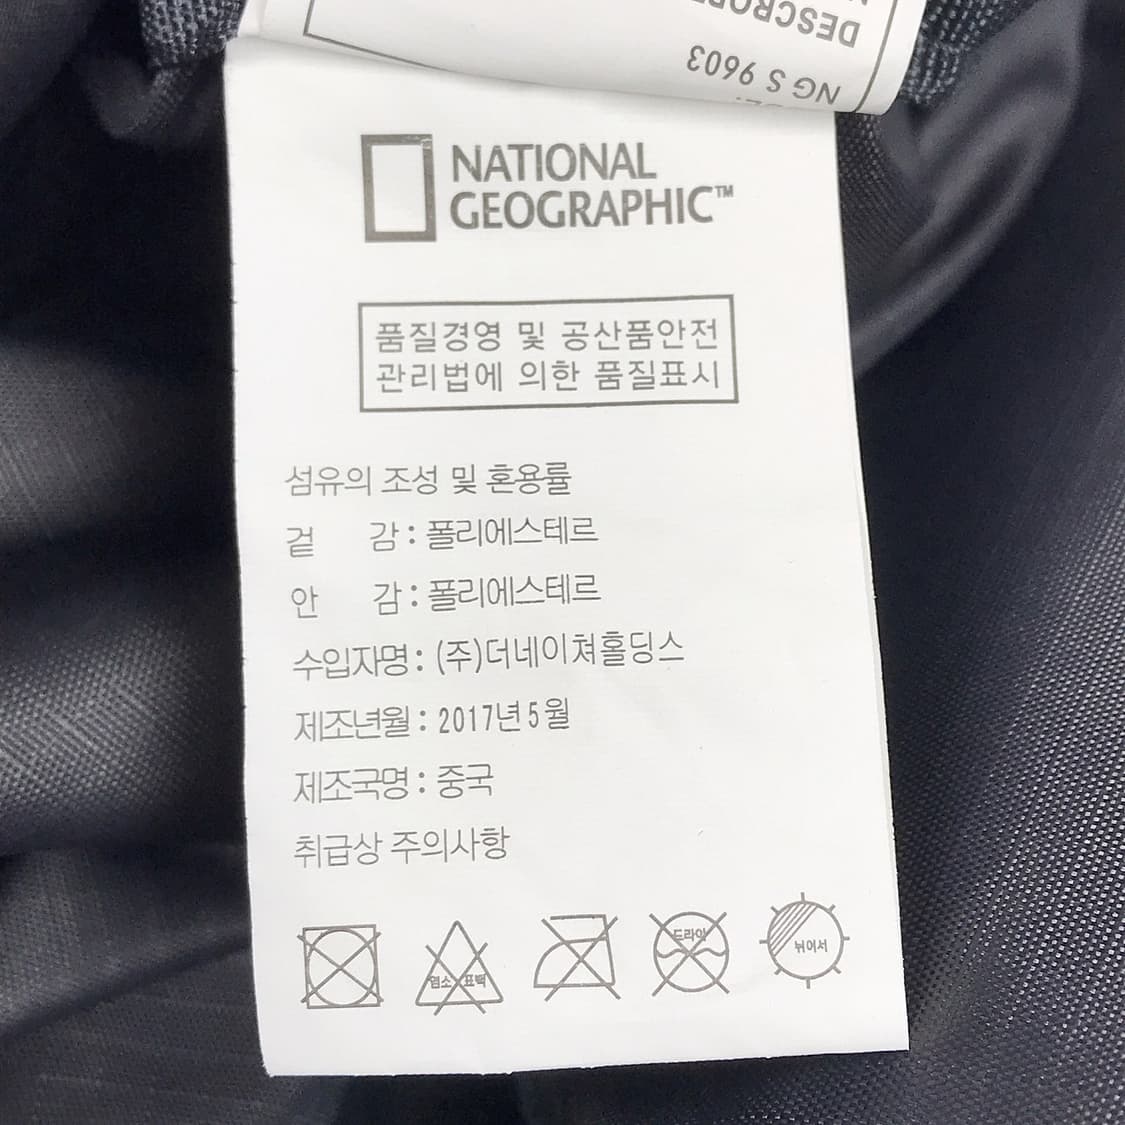 NG S 9603
NATIONAL
GEOGRAPHIC™
품질경영 및 공산품안전
관리법에 의한 품질표시
섬유의 조성 및 혼용률
겉 감 : 폴리에스테르
안 감 : 폴리에스테르
수입자명 : (주)더네이쳐홀딩스
제조년월 : 2017년 5월
제조국명 : 중국
취급상 주의사항
염소 표백
드라이
뉘어서